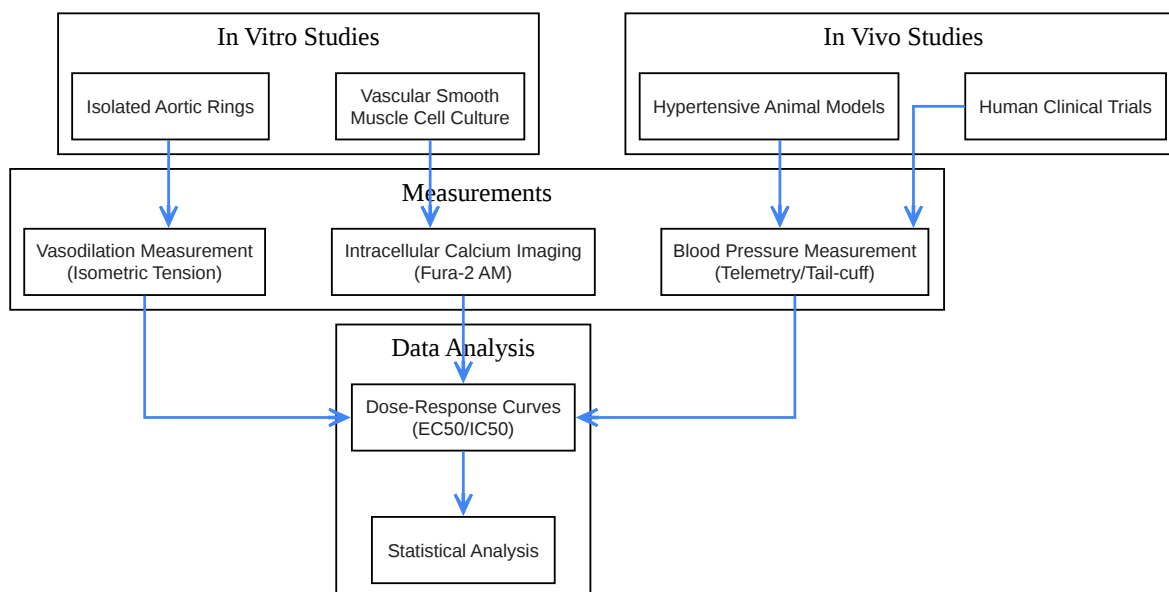 In Vitro Studies
In Vivo Studies
Isolated Aortic Rings
Vascular Smooth
Muscle Cell Culture
Hypertensive Animal Models
Human Clinical Trials
Measurements
Vasodilation Measurement
(Isometric Tension)
Intracellular Calcium Imaging
(Fura-2 AM)
Blood Pressure Measurement
(Telemetry/Tail-cuff)
Data Analysis
Dose-Response Curves
(EC50/IC50)
Statistical Analysis